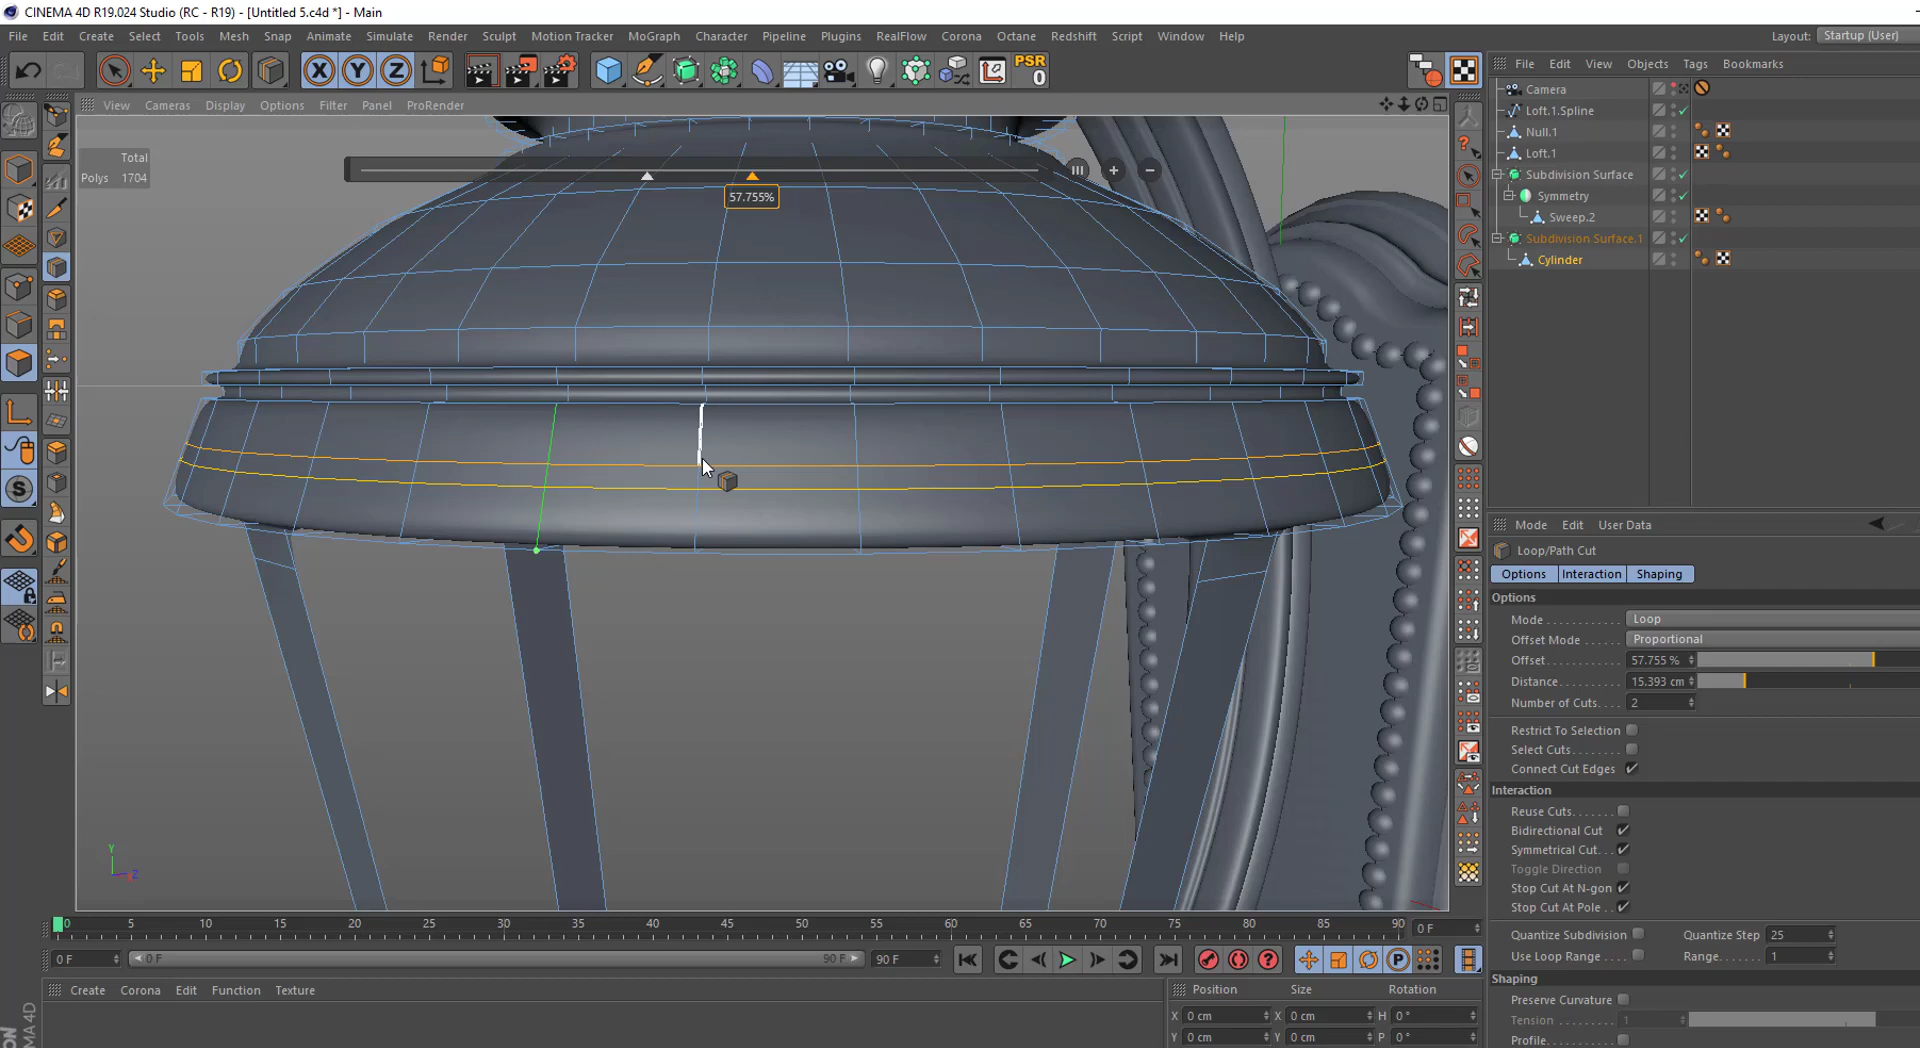 CINEMA 4D R19.024 Studio (RC - R19) - [Untitled 5.c4d *] - Main
File Edit Create Select Tools Mesh Snap Animate Simulate Render Sculpt Motion Tracker MoGraph Character Pipeline Plugins RealFlow Corona Octane Redshift Script Window Help
Layout: Startup (User)
X Y Z PSR 0
View Cameras Display Options Filter Panel ProRender
File Edit View Objects Tags Bookmarks
Total
Polys 1704
57.755%
Camera
Loft.1.Spline
Null.1
Loft.1
Subdivision Surface
Symmetry
Sweep.2
Subdivision Surface.1
Cylinder
S
Mode Edit User Data
Loop/Path Cut
Options Interaction Shaping
Options
Mode Loop
Offset Mode Proportional
Offset 57.755 %
Distance 15.393 cm
Number of Cuts 2
Restrict To Selection
Select Cuts
Connect Cut Edges
Interaction
Reuse Cuts
Bidirectional Cut
Symmetrical Cut
Toggle Direction
Stop Cut At N-gon
Stop Cut At Pole
Quantize Subdivision Quantize Step 25
Use Loop Range Range 1
Shaping
Preserve Curvature
Tension 1
Profile
Y
Z
0 5 10 15 20 25 30 35 40 45 50 55 60 65 70 75 80 85 90 0 F
0 F 0 F 90 F 90 F
Create Corona Edit Function Texture
Position Size Rotation
X 0 cm X 0 cm H 0 °
Y 0 cm Y 0 cm P 0 °